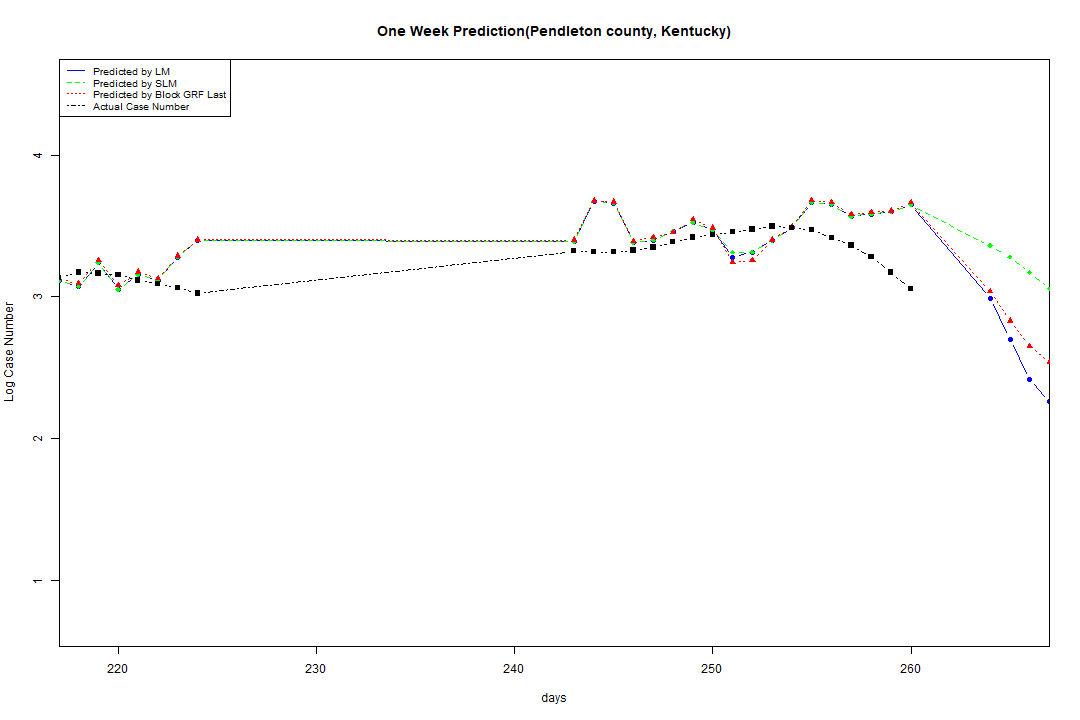 One Week Prediction(Pendleton county, Kentucky)
Predicted by LM
Predicted by SLM
Predicted by Block GRF Last
Actual Case Number
4
3
2
1
Log Case Number
220 230 240 250 260
days